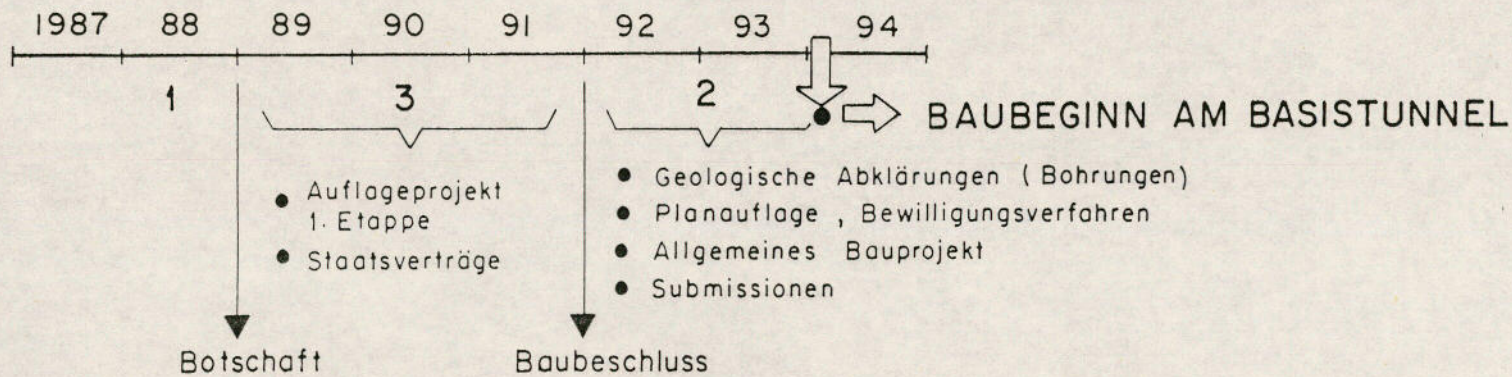 1987 88 89 90 91 92 93 94
1 3 2
BAUBEGINN AM BASISTUNNEL
● Auflageprojekt
1. Etappe
● Staatsverträge
● Geologische Abklärungen ( Bohrungen)
● Planauflage , Bewilligungsverfahren
● Allgemeines Bauprojekt
● Submissionen
Botschaft Baubeschluss